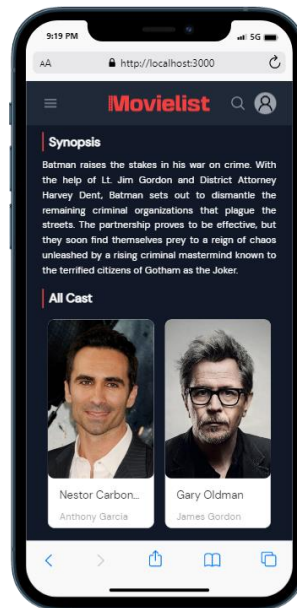 9:19 PM 5G
AA http://localhost:3000
Movielist
Synopsis
Batman raises the stakes in his war on crime. With
the help of Lt. Jim Gordon and District Attorney
Harvey Dent, Batman sets out to dismantle the
remaining criminal organizations that plague the
streets. The partnership proves to be effective, but
they soon find themselves prey to a reign of chaos
unleashed by a rising criminal mastermind known to
the terrified citizens of Gotham as the Joker.
All Cast
Nestor Carbon... Gary Oldman
Anthony Garcia James Gordon